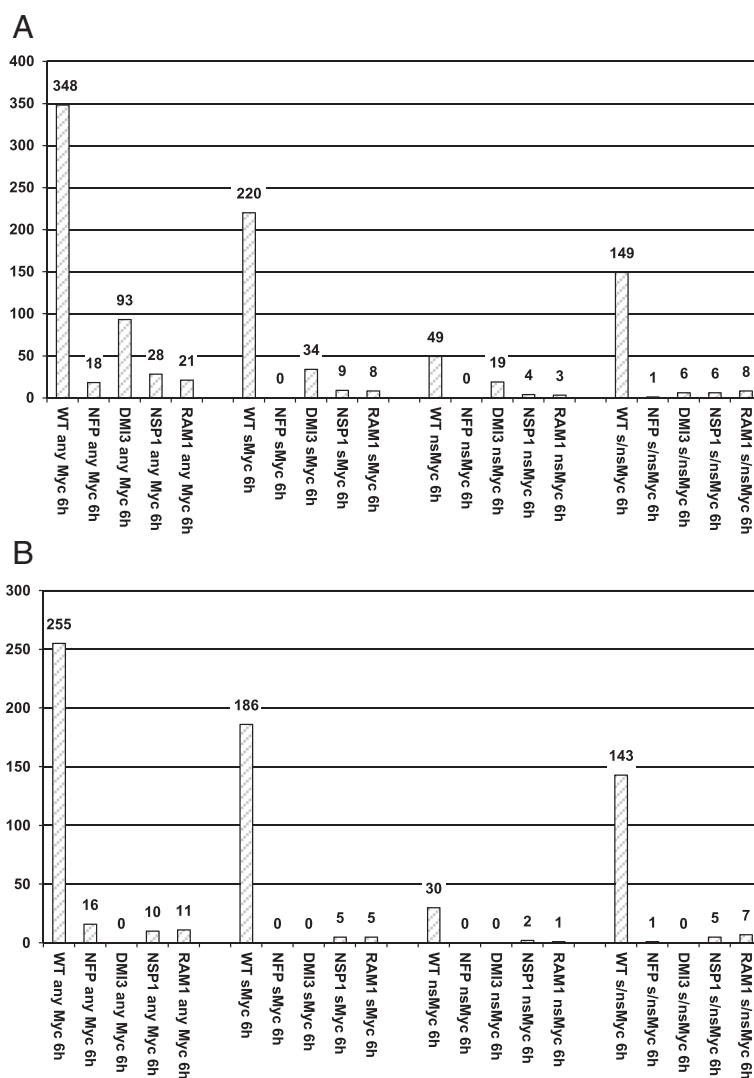 A
400
350
300
250
200
150
100
50
0
348
18
93
28
21
220
0
34
9
8
49
0
19
4
3
149
1
6
6
8
WT any Myc 6h
NFP any Myc 6h
DMI3 any Myc 6h
NSP1 any Myc 6h
RAM1 any Myc 6h
WT sMyc 6h
NFP sMyc 6h
DMI3 sMyc 6h
NSP1 sMyc 6h
RAM1 sMyc 6h
WT nsMyc 6h
NFP nsMyc 6h
DMI3 nsMyc 6h
NSP1 nsMyc 6h
RAM1 nsMyc 6h
WT s/nsMyc 6h
NFP s/nsMyc 6h
DMI3 s/nsMyc 6h
NSP1 s/nsMyc 6h
RAM1 s/nsMyc 6h
B
300
250
200
150
100
50
0
255
16
0
10
11
186
0
0
5
5
30
0
0
2
1
143
1
0
5
7
WT any Myc 6h
NFP any Myc 6h
DMI3 any Myc 6h
NSP1 any Myc 6h
RAM1 any Myc 6h
WT sMyc 6h
NFP sMyc 6h
DMI3 sMyc 6h
NSP1 sMyc 6h
RAM1 sMyc 6h
WT nsMyc 6h
NFP nsMyc 6h
DMI3 nsMyc 6h
NSP1 nsMyc 6h
RAM1 nsMyc 6h
WT s/nsMyc 6h
NFP s/nsMyc 6h
DMI3 s/nsMyc 6h
NSP1 s/nsMyc 6h
RAM1 s/nsMyc 6h